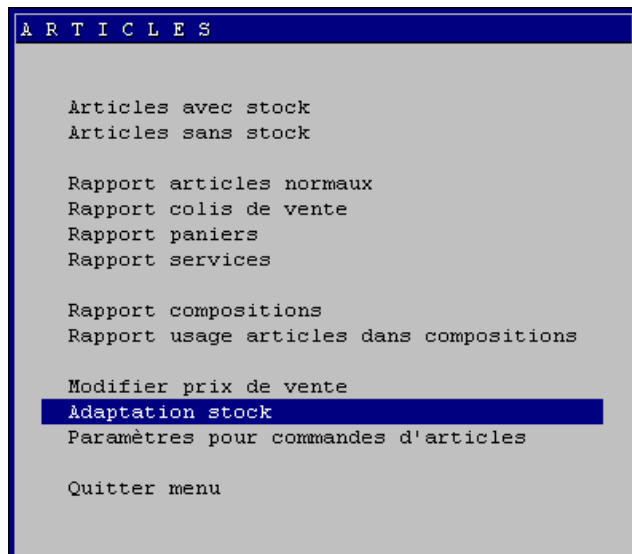 A R T I C L E S
Articles avec stock
Articles sans stock
Rapport articles normaux
Rapport colis de vente
Rapport paniers
Rapport services
Rapport compositions
Rapport usage articles dans compositions
Modifier prix de vente
Adaptation stock
Paramètres pour commandes d'articles
Quitter menu